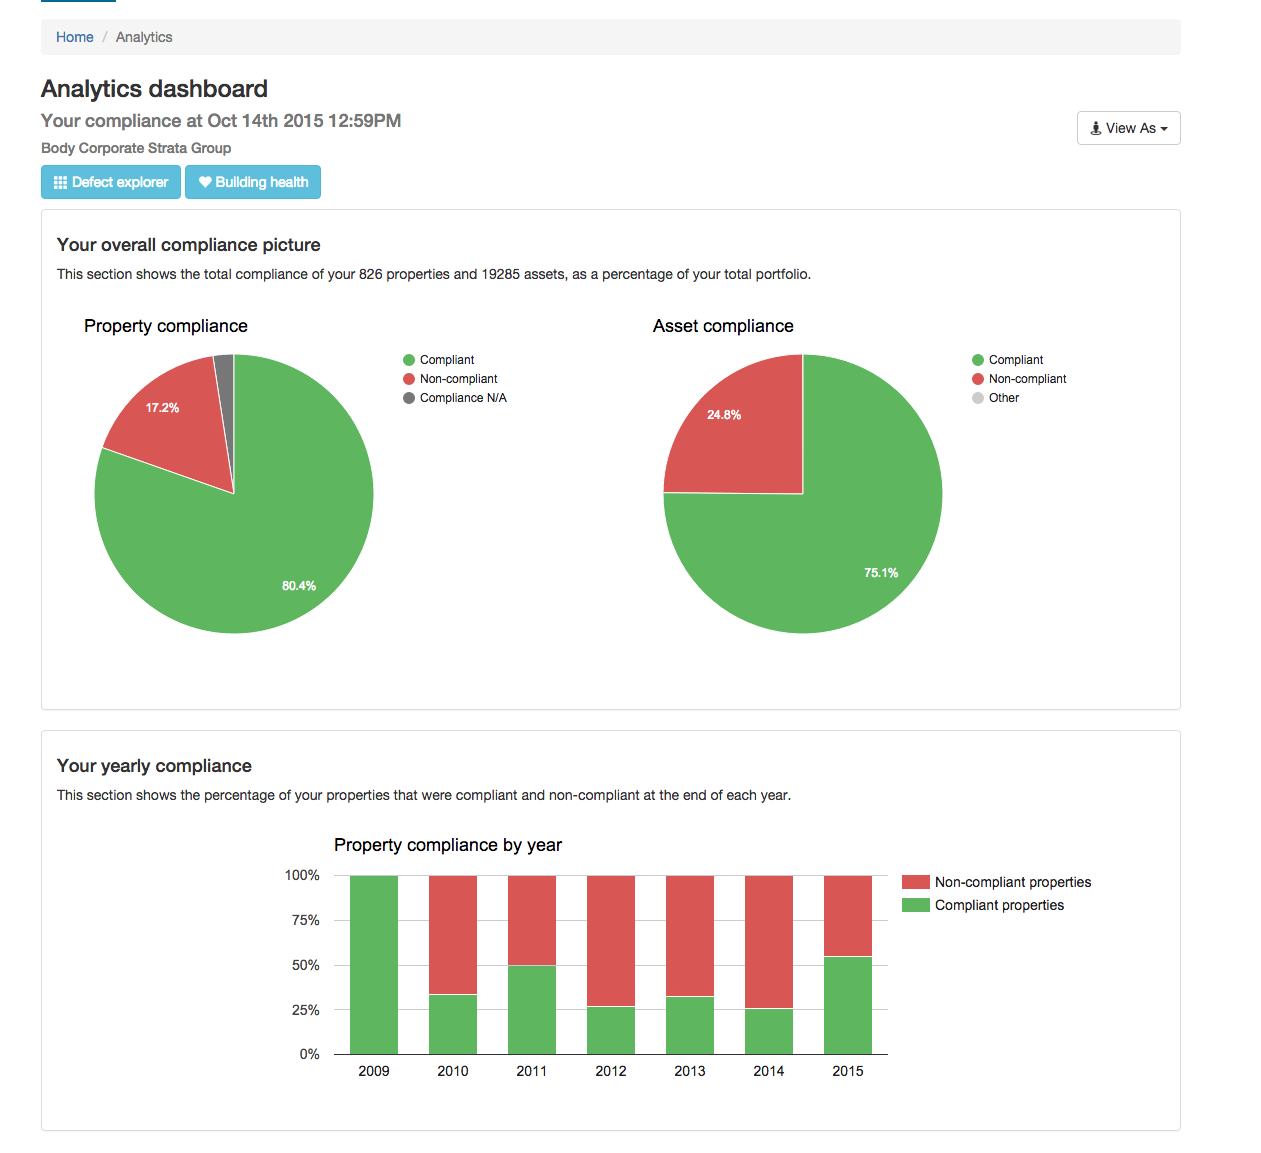 Home / Analytics
Analytics dashboard
Your compliance at Oct 14th 2015 12:59PM
View As
Body Corporate Strata Group
Defect explorer Building health
Your overall compliance picture
This section shows the total compliance of your 826 properties and 19285 assets, as a percentage of your total portfolio.
Property compliance
Compliant
Non-compliant
Compliance N/A
17.2%
80.4%
Asset compliance
Compliant
Non-compliant
Other
24.8%
75.1%
Your yearly compliance
This section shows the percentage of your properties that were compliant and non-compliant at the end of each year.
Property compliance by year
100%
75%
50%
25%
0%
2009 2010 2011 2012 2013 2014 2015
Non-compliant properties
Compliant properties